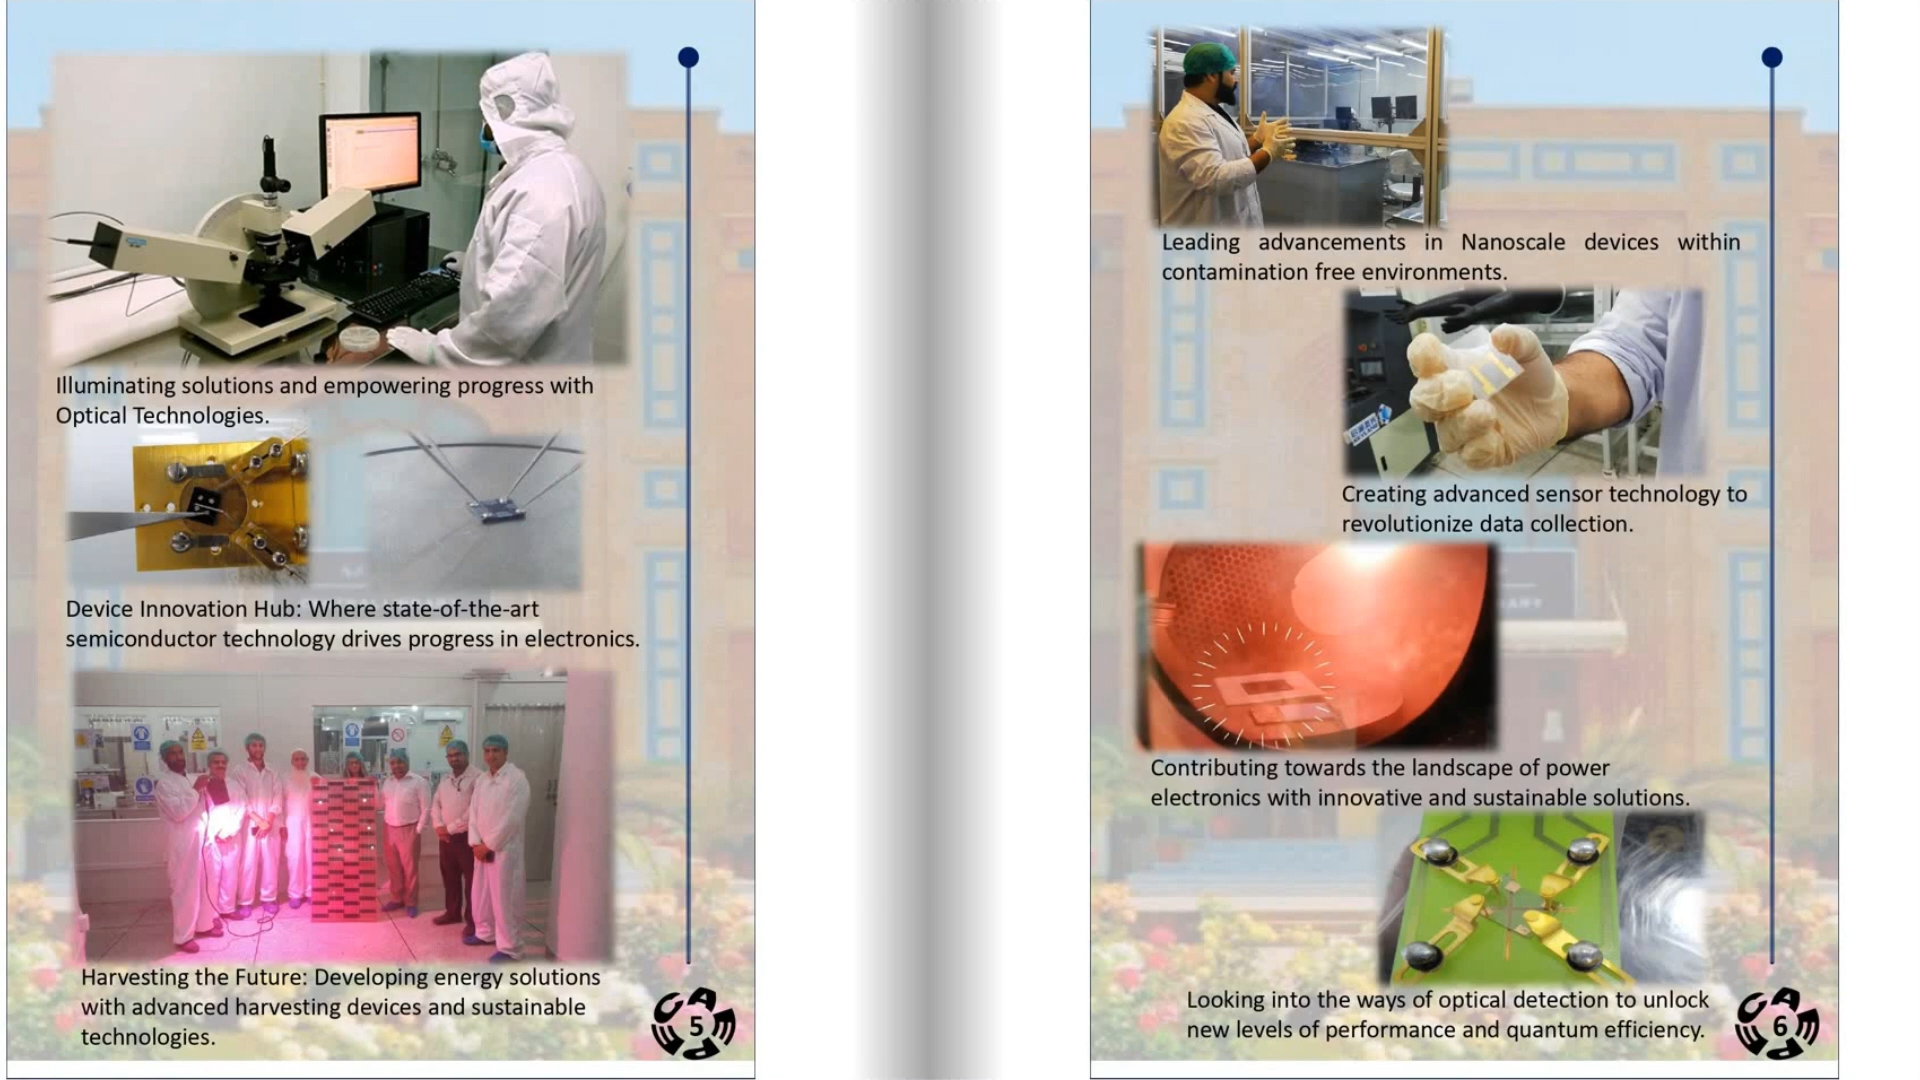 Illuminating solutions and empowering progress with
Optical Technologies.
Device Innovation Hub: Where state-of-the-art
semiconductor technology drives progress in electronics.
Harvesting the Future: Developing energy solutions
with advanced harvesting devices and sustainable
technologies.
5
Leading advancements in Nanoscale devices within
contamination free environments.
Creating advanced sensor technology to
revolutionize data collection.
Contributing towards the landscape of power
electronics with innovative and sustainable solutions.
Looking into the ways of optical detection to unlock
new levels of performance and quantum efficiency.
6